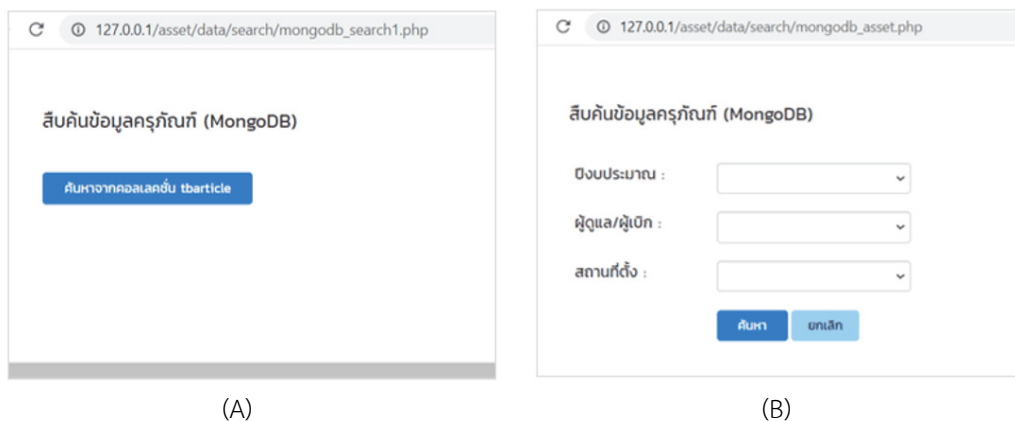 127.0.0.1/asset/data/search/mongodb_search1.php
สืบค้นข้อมูลครุภัณฑ์ (MongoDB)
ค้นหาจากคอลเลคชั่น tbarticle
(A)
127.0.0.1/asset/data/search/mongodb_asset.php
สืบค้นข้อมูลครุภัณฑ์ (MongoDB)
ปีงบประมาณ :
ผู้ดูแล/ผู้เบิก :
สถานที่ตั้ง :
ค้นหา ยกเลิก
(B)